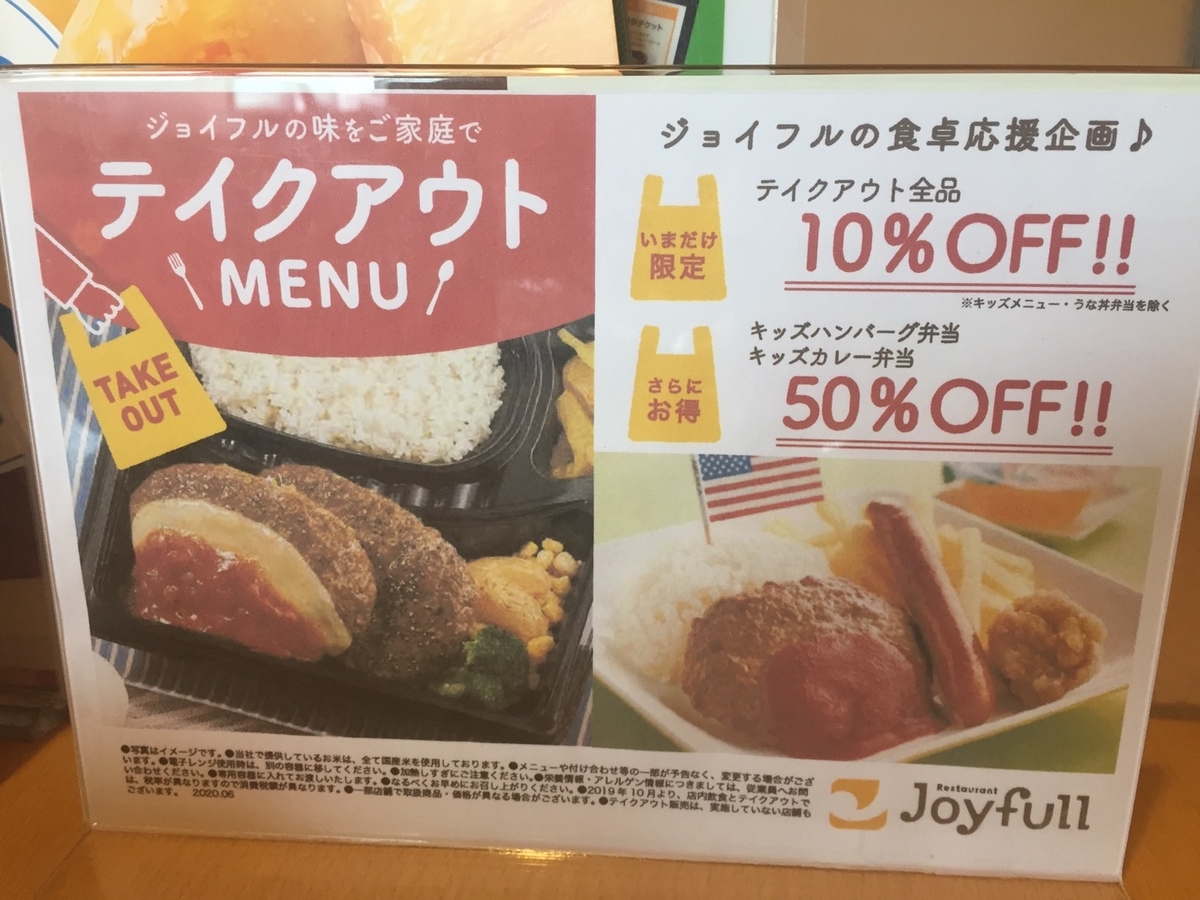 ジョイフルの味をご家庭で
テイクアウト
MENU
TAKE
OUT
ジョイフルの食卓応援企画♪
いまだけ
限定
テイクアウト全品
10%OFF!!
※キッズメニュー・うな丼弁当を除く
さらに
お得
キッズハンバーグ弁当
キッズカレー弁当
50%OFF!!
●写真はイメージです。●当社で提供しているお米は、全て国産米を使用しております。●メニューや付け合わせ等の一部が予告なく、変更する場合がござ
います。●電子レンジ使用時は、別の容器に移してください。●加熱しすぎにご注意ください。●栄養情報・アレルゲン情報につきましては、従業員へお問
い合わせください。●専用容器に入れてお渡しいたします。●なるべくお早めにお召し上がりください。●2019年10月より、店内飲食とテイクアウトで
は、税率が異なりますので消費税額が異なります。●一部店舗で取扱商品・価格が異なる場合がございます。●テイクアウト販売は、実施していない店舗も
ございます。 2020.06
Restaurant
Joyfull